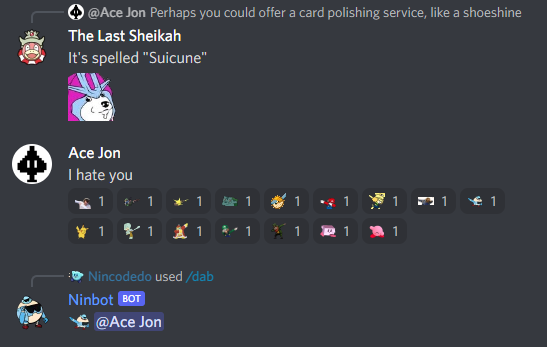 @Ace Jon Perhaps you could offer a card polishing service, like a shoeshine
The Last Sheikah
It's spelled "Suicune"
Ace Jon
I hate you
1 1 1 1 1 1 1 1 1
1 1 1 1 1 1 1
Nincodedo used /dab
Ninbot BOT
@Ace Jon